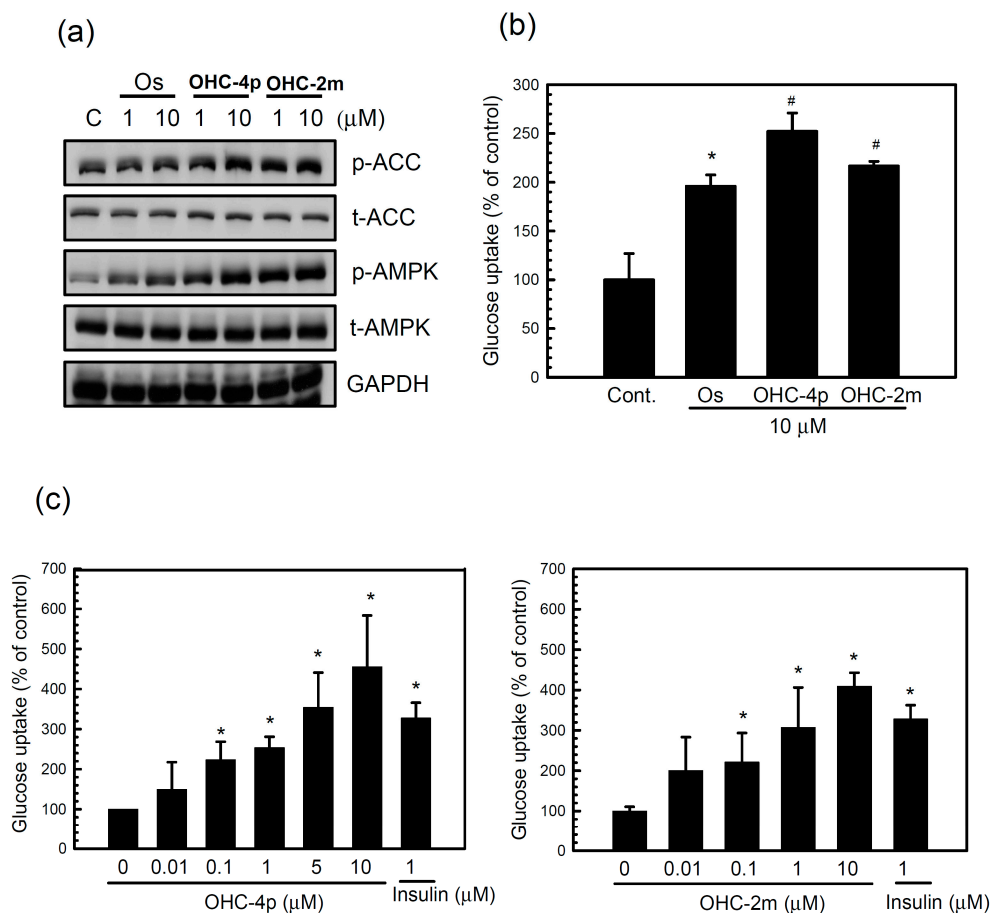 (a)
Os OHC-4p OHC-2m
C 1 10 1 10 1 10 (μM)
p-ACC
t-ACC
p-AMPK
t-AMPK
GAPDH
(b)
Glucose uptake (% of control)
300
250
200
150
100
50
0
*
#
#
Cont. Os OHC-4p OHC-2m
10 μM
(c)
Glucose uptake (% of control)
700
600
500
400
300
200
100
0
* * * * *
0 0.01 0.1 1 5 10 1
OHC-4p (μM) Insulin (μM)
Glucose uptake (% of control)
700
600
500
400
300
200
100
0
* * * *
0 0.01 0.1 1 10 1
OHC-2m (μM) Insulin (μM)